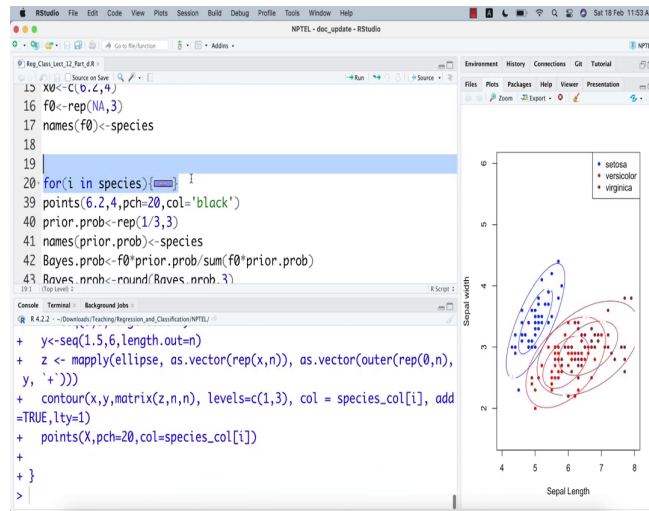 RStudio File Edit Code View Plots Session Build Debug Profile Tools Window Help
Sat 18 Feb 11:53 A
NPTEL - doc_update - RStudio
Go to file/function
Addins
NPTE
Reg_Class_Lect_12_Part_d.R ×
Source on Save
Run
Source
15 x0<-c(6.2,4)
16 f0<-rep(NA,3)
17 names(f0)<-species
18
19
20 for(i in species){
}
39 points(6.2,4,pch=20,col='black')
40 prior.prob<-rep(1/3,3)
41 names(prior.prob)<-species
42 Bayes.prob<-f0*prior.prob/sum(f0*prior.prob)
43 Bayes.prob<-round(Bayes.prob,3)
19:1 (Top Level)
R Script
Console Terminal × Background Jobs ×
R 4.2.2 · ~/Downloads/Teaching/Regression_and_Classification/NPTEL/
+ y<-seq(1.5,6,length.out=n)
+ z <- mapply(ellipse, as.vector(rep(x,n)), as.vector(outer(rep(0,n),
y, `+`)))
+ contour(x,y,matrix(z,n,n), levels=c(1,3), col = species_col[i], add
=TRUE,lty=1)
+ points(X,pch=20,col=species_col[i])
+
+ }
>
Environment History Connections Git Tutorial
Files Plots Packages Help Viewer Presentation
Zoom Export
setosa
versicolor
virginica
6
5
4
3
2
Sepal width
4 5 6 7 8
Sepal Length